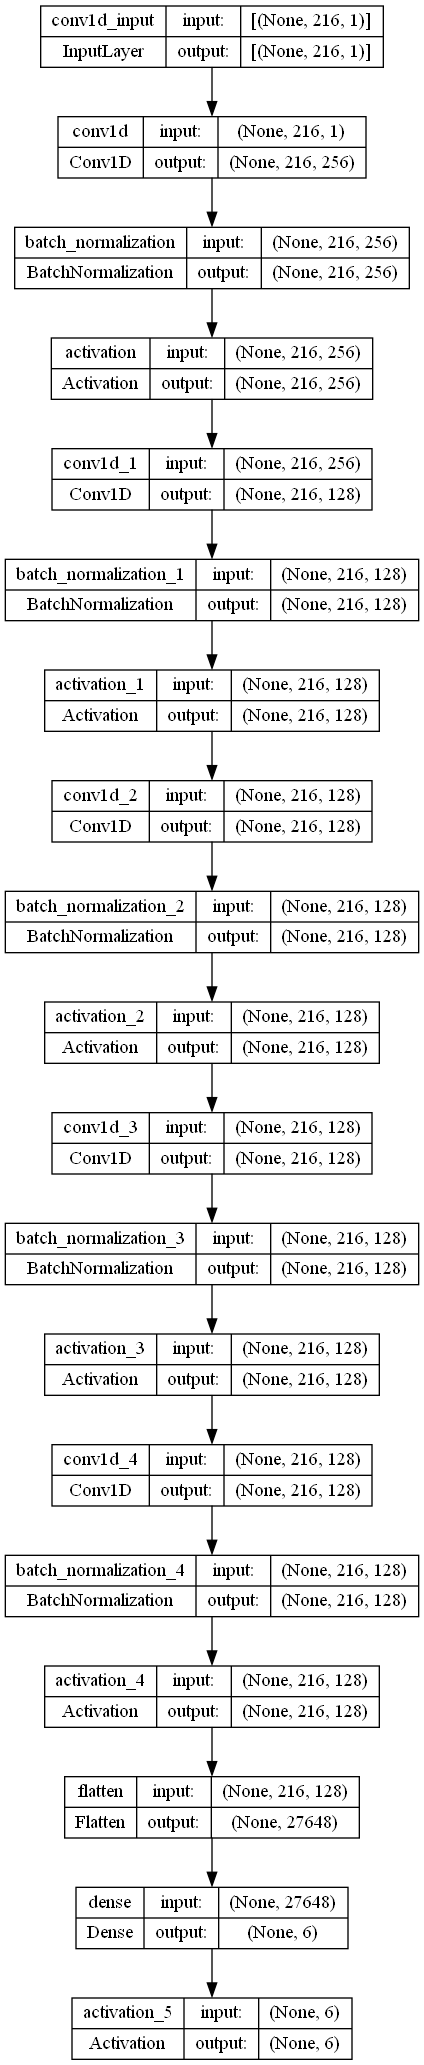 conv1d_input input: [(None, 216, 1)]
InputLayer output: [(None, 216, 1)]
conv1d input: (None, 216, 1)
Conv1D output: (None, 216, 256)
batch_normalization input: (None, 216, 256)
BatchNormalization output: (None, 216, 256)
activation input: (None, 216, 256)
Activation output: (None, 216, 256)
conv1d_1 input: (None, 216, 256)
Conv1D output: (None, 216, 128)
batch_normalization_1 input: (None, 216, 128)
BatchNormalization output: (None, 216, 128)
activation_1 input: (None, 216, 128)
Activation output: (None, 216, 128)
conv1d_2 input: (None, 216, 128)
Conv1D output: (None, 216, 128)
batch_normalization_2 input: (None, 216, 128)
BatchNormalization output: (None, 216, 128)
activation_2 input: (None, 216, 128)
Activation output: (None, 216, 128)
conv1d_3 input: (None, 216, 128)
Conv1D output: (None, 216, 128)
batch_normalization_3 input: (None, 216, 128)
BatchNormalization output: (None, 216, 128)
activation_3 input: (None, 216, 128)
Activation output: (None, 216, 128)
conv1d_4 input: (None, 216, 128)
Conv1D output: (None, 216, 128)
batch_normalization_4 input: (None, 216, 128)
BatchNormalization output: (None, 216, 128)
activation_4 input: (None, 216, 128)
Activation output: (None, 216, 128)
flatten input: (None, 216, 128)
Flatten output: (None, 27648)
dense input: (None, 27648)
Dense output: (None, 6)
activation_5 input: (None, 6)
Activation output: (None, 6)